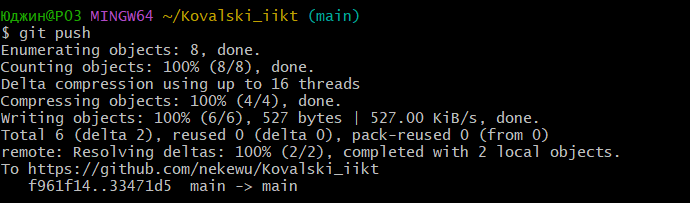 Юджин@P03 MINGW64 ~/Kovalski_iikt (main)
$ git push
Enumerating objects: 8, done.
Counting objects: 100% (8/8), done.
Delta compression using up to 16 threads
Compressing objects: 100% (4/4), done.
Writing objects: 100% (6/6), 527 bytes | 527.00 KiB/s, done.
Total 6 (delta 2), reused 0 (delta 0), pack-reused 0 (from 0)
remote: Resolving deltas: 100% (2/2), completed with 2 local objects.
To https://github.com/nekewu/Kovalski_iikt
   f961f14..33471d5  main -> main